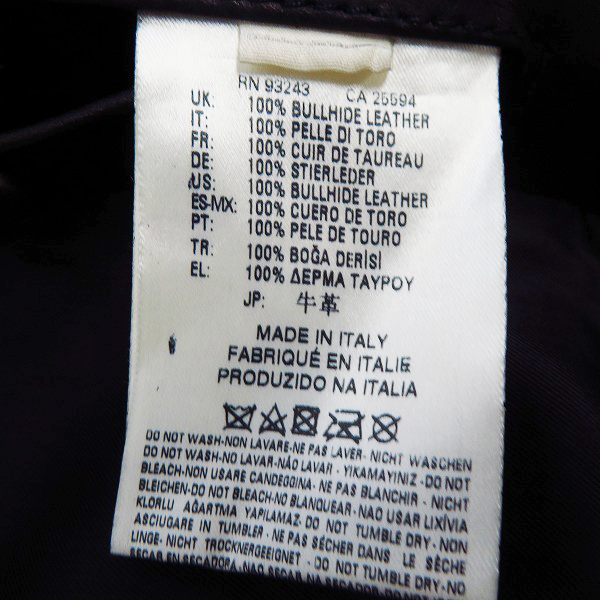 RN 93243 CA 25594
UK: 100% BULLHIDE LEATHER
IT: 100% PELLE DI TORO
FR: 100% CUIR DE TAUREAU
DE: 100% STIERLEDER
US: 100% BULLHIDE LEATHER
ES-MX: 100% CUERO DE TORO
PT: 100% PELE DE TOURO
TR: 100% BOĞA DERİSİ
EL: 100% ΔΕΡΜΑ ΤΑΥΡΟΥ
JP: 牛革
MADE IN ITALY
FABRIQUÉ EN ITALIE
PRODUZIDO NA ITALIA
DO NOT WASH-NON LAVARE-NE PAS LAVER- NICHT WASCHEN
DO NOT WASH-NO LAVAR-NÃO LAVAR - YIKAMAYINIZ -DO NOT
BLEACH-NON USARE CANDEGGINA- NE PAS BLANCHIR - NICHT
BLEICHEN-DO NOT BLEACH-NO BLANQUEAR-NÃO USAR LIXÍVIA
KLORLU AĞARTMA YAPILAMAZ- DO NOT TUMBLE DRY-NON
ASCIUGARE IN TUMBLER -NE PAS SÉCHER DANS LE SÈCHE
LINGE- NICHT TROCKNERGEEIGNET - DO NOT TUMBLE DRY-NO